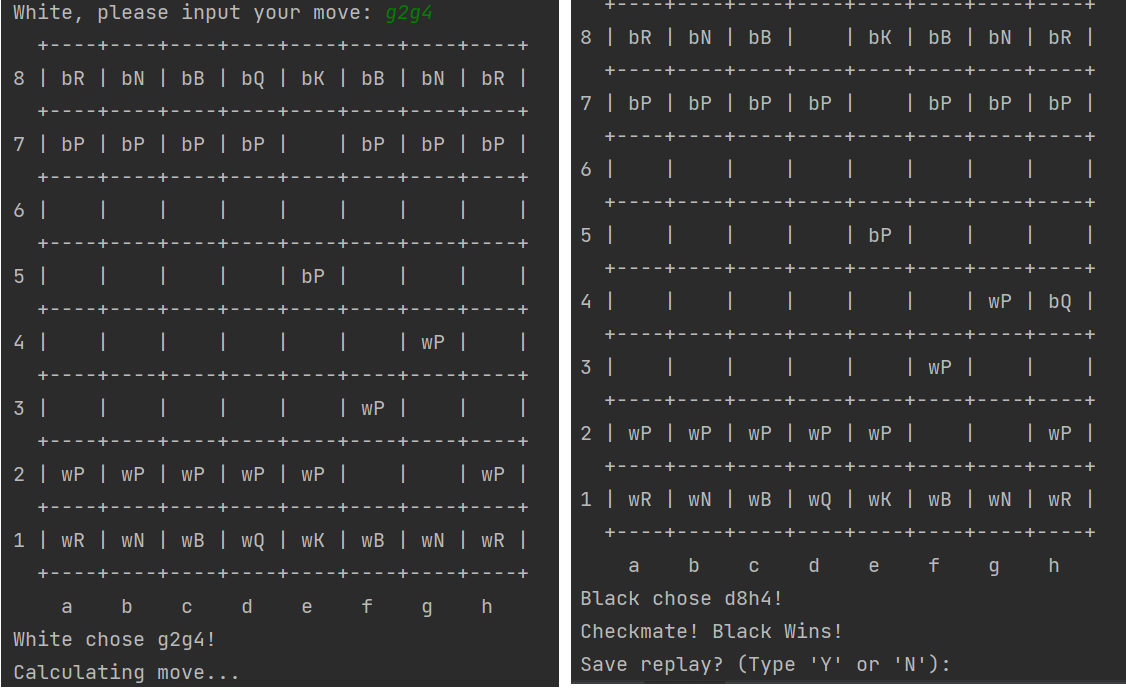 White, please input your move: g2g4
+----+----+----+----+----+----+----+----+
8 | bR | bN | bB | bQ | bK | bB | bN | bR |
+----+----+----+----+----+----+----+----+
7 | bP | bP | bP | bP |    | bP | bP | bP |
+----+----+----+----+----+----+----+----+
6 |    |    |    |    |    |    |    |    |
+----+----+----+----+----+----+----+----+
5 |    |    |    |    | bP |    |    |    |
+----+----+----+----+----+----+----+----+
4 |    |    |    |    |    |    | wP |    |
+----+----+----+----+----+----+----+----+
3 |    |    |    |    |    | wP |    |    |
+----+----+----+----+----+----+----+----+
2 | wP | wP | wP | wP | wP |    |    | wP |
+----+----+----+----+----+----+----+----+
1 | wR | wN | wB | wQ | wK | wB | wN | wR |
+----+----+----+----+----+----+----+----+
a b c d e f g h
White chose g2g4!
Calculating move...
+----+----+----+----+----+----+----+----+
8 | bR | bN | bB |    | bK | bB | bN | bR |
+----+----+----+----+----+----+----+----+
7 | bP | bP | bP | bP |    | bP | bP | bP |
+----+----+----+----+----+----+----+----+
6 |    |    |    |    |    |    |    |    |
+----+----+----+----+----+----+----+----+
5 |    |    |    |    | bP |    |    |    |
+----+----+----+----+----+----+----+----+
4 |    |    |    |    |    |    | wP | bQ |
+----+----+----+----+----+----+----+----+
3 |    |    |    |    |    | wP |    |    |
+----+----+----+----+----+----+----+----+
2 | wP | wP | wP | wP | wP |    |    | wP |
+----+----+----+----+----+----+----+----+
1 | wR | wN | wB | wQ | wK | wB | wN | wR |
+----+----+----+----+----+----+----+----+
a b c d e f g h
Black chose d8h4!
Checkmate! Black Wins!
Save replay? (Type 'Y' or 'N'):